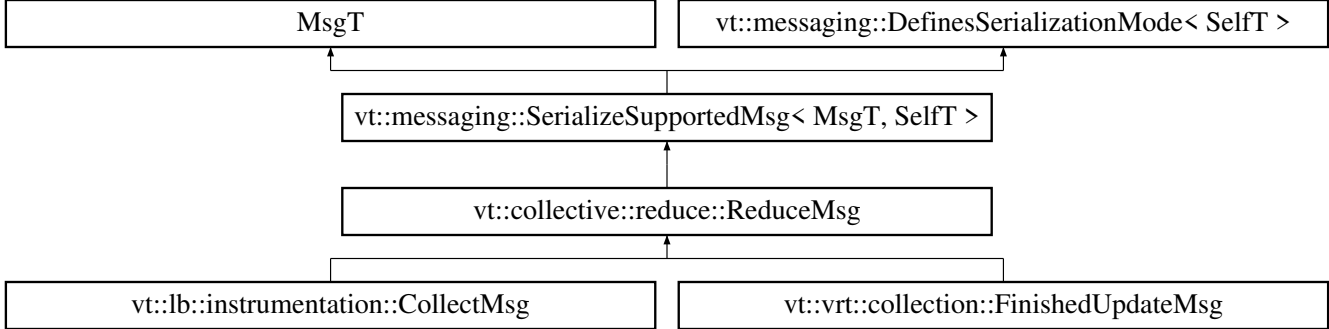 MsgT
vt::messaging::DefinesSerializationMode< SelfT >
vt::messaging::SerializeSupportedMsg< MsgT, SelfT >
vt::collective::reduce::ReduceMsg
vt::lb::instrumentation::CollectMsg
vt::vrt::collection::FinishedUpdateMsg